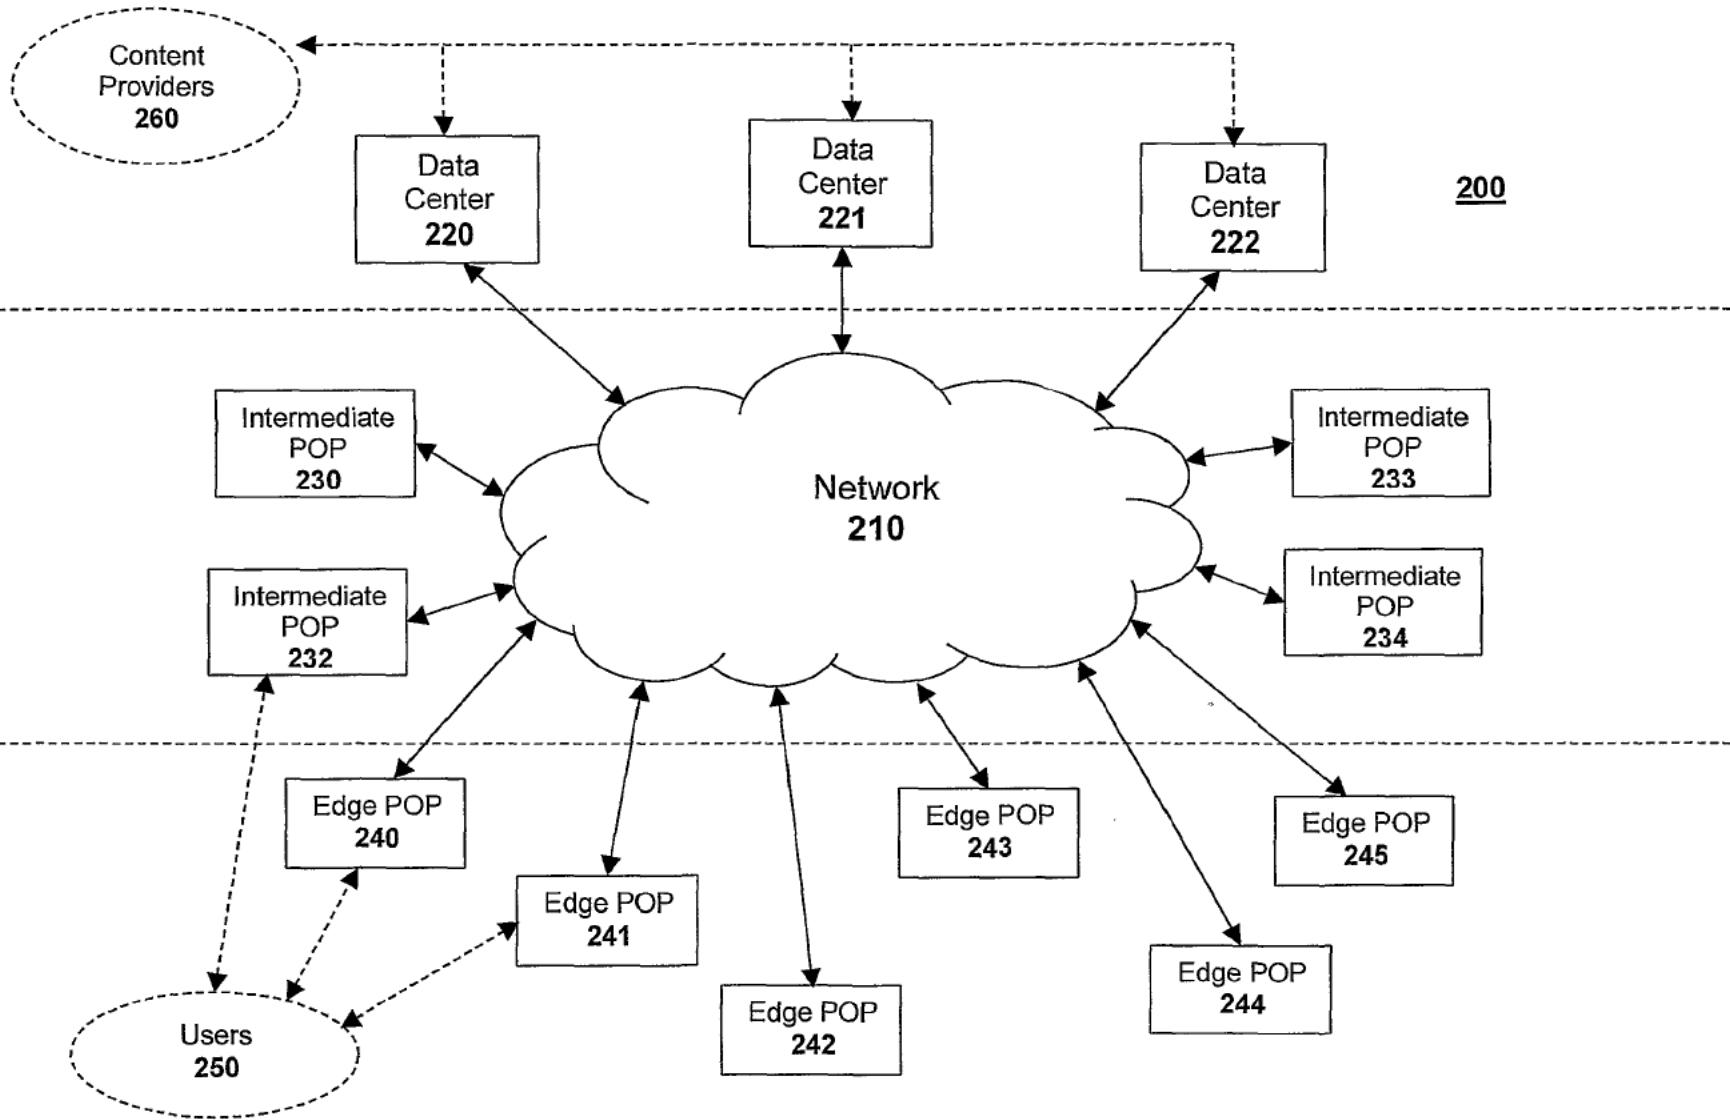 Content
Providers
260
Data
Center
220
Data
Center
221
Data
Center
222
200
Intermediate
POP
230
Network
210
Intermediate
POP
233
Intermediate
POP
232
Intermediate
POP
234
Edge POP
240
Edge POP
241
Edge POP
242
Edge POP
243
Edge POP
244
Edge POP
245
Users
250